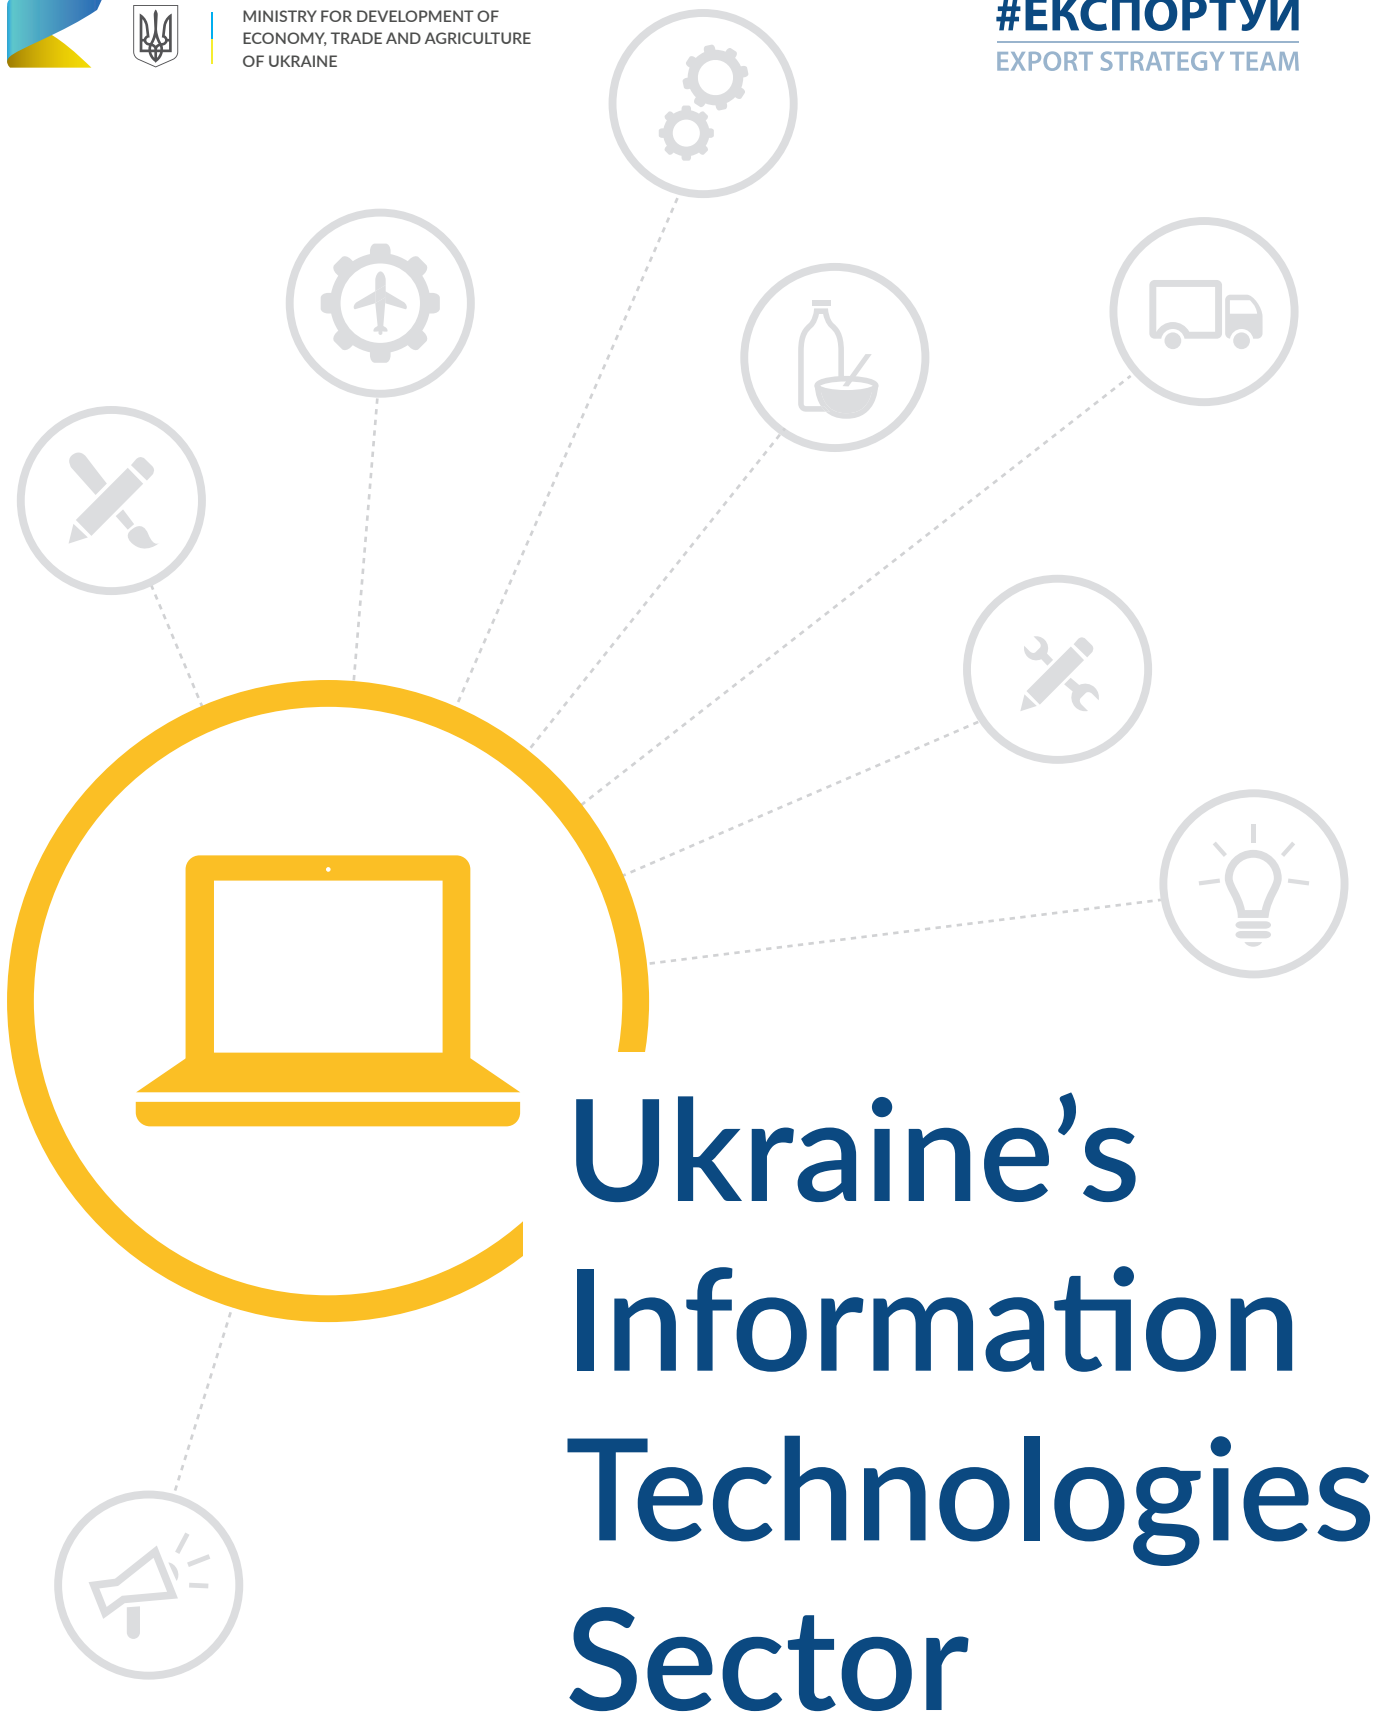 MINISTRY FOR DEVELOPMENT OF
ECONOMY, TRADE AND AGRICULTURE
OF UKRAINE
#ЕКСПОРТУЙ
EXPORT STRATEGY TEAM
Ukraine’s
Information
Technologies
Sector